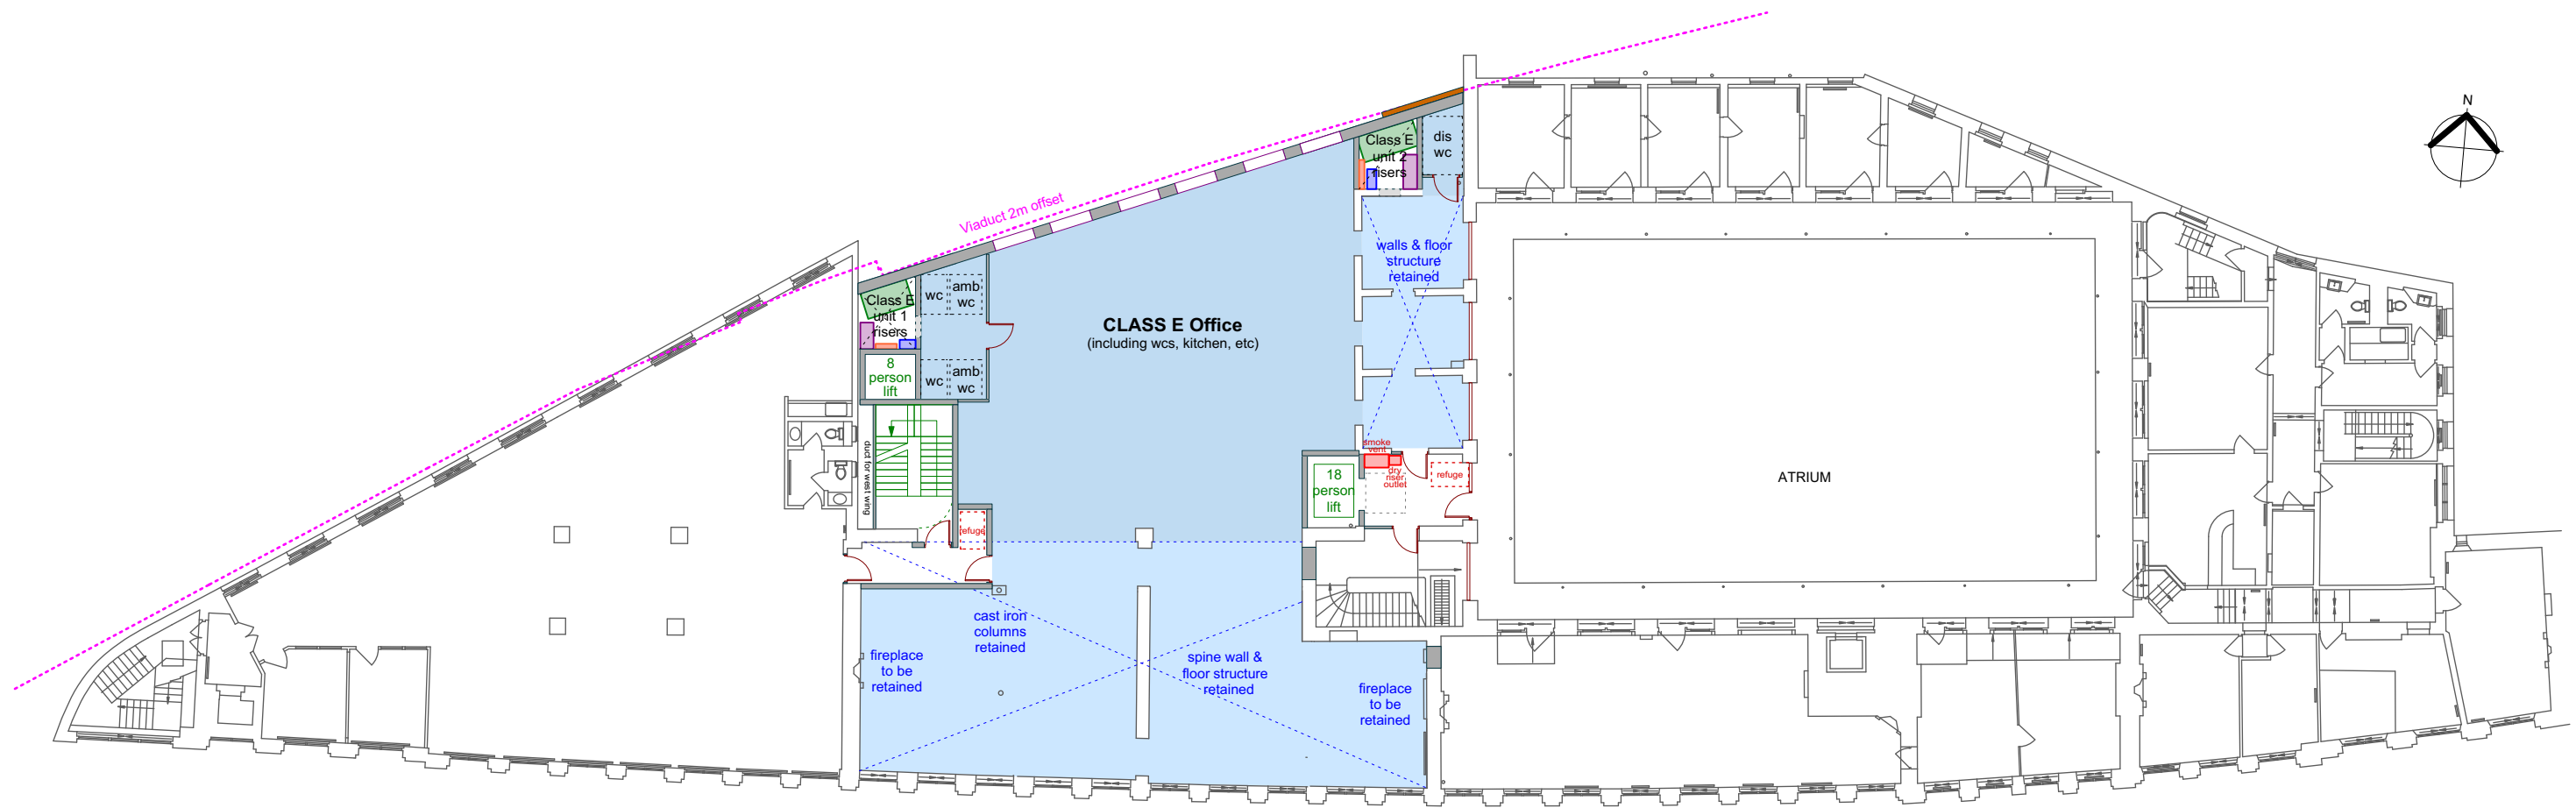 N
Viaduct 2m offset
Class E
unit 2
risers
dis
wc
walls & floor
structure
retained
Class E
unit 1
risers
wc
amb
wc
CLASS E Office
(including wcs, kitchen, etc)
8
person
lift
wc
amb
wc
duct for west wing
smoke
vent
dry
riser
outlet
refuge
18
person
lift
ATRIUM
refuge
cast iron
columns
retained
fireplace
to be
retained
spine wall &
floor structure
retained
fireplace
to be
retained